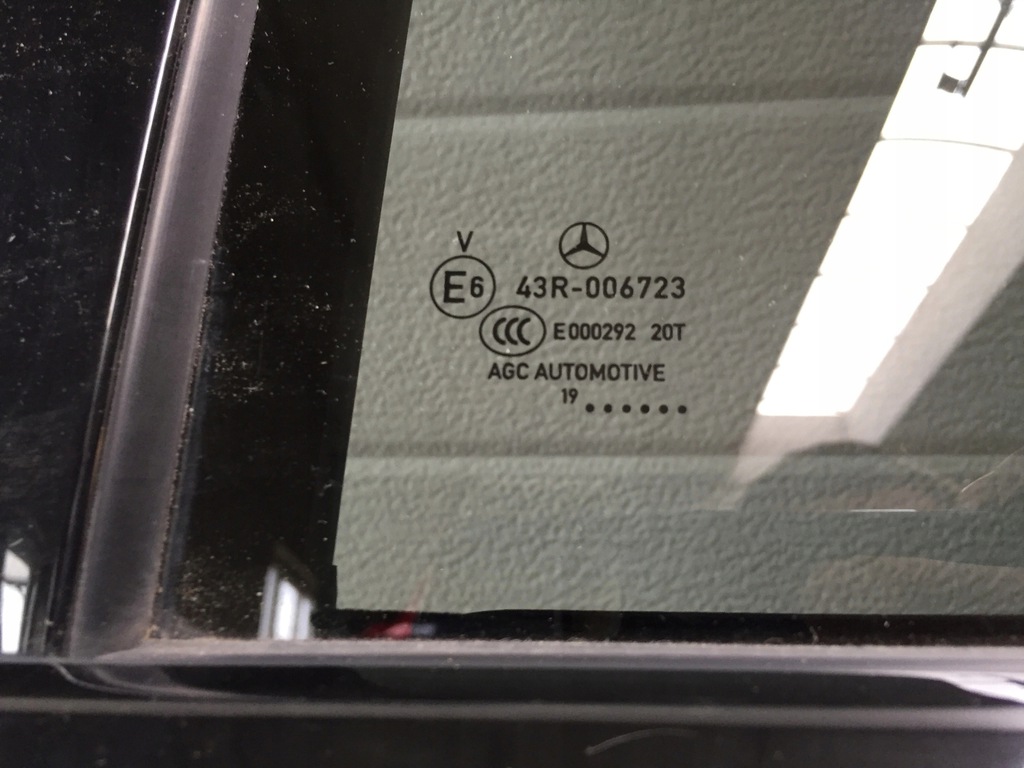 V
E6 43R-006723
CCC E000292 20T
AGC AUTOMOTIVE
19 ......